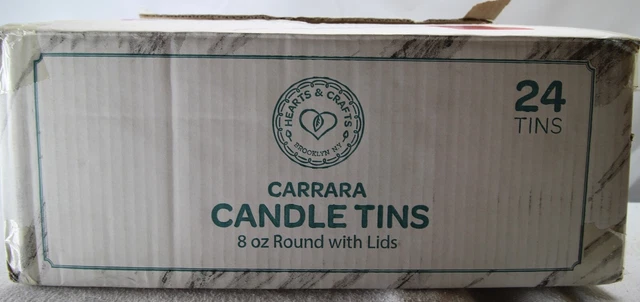 HEARTS & CRAFTS
BROOKLYN NY
24
TINS
CARRARA
CANDLE TINS
8 oz Round with Lids